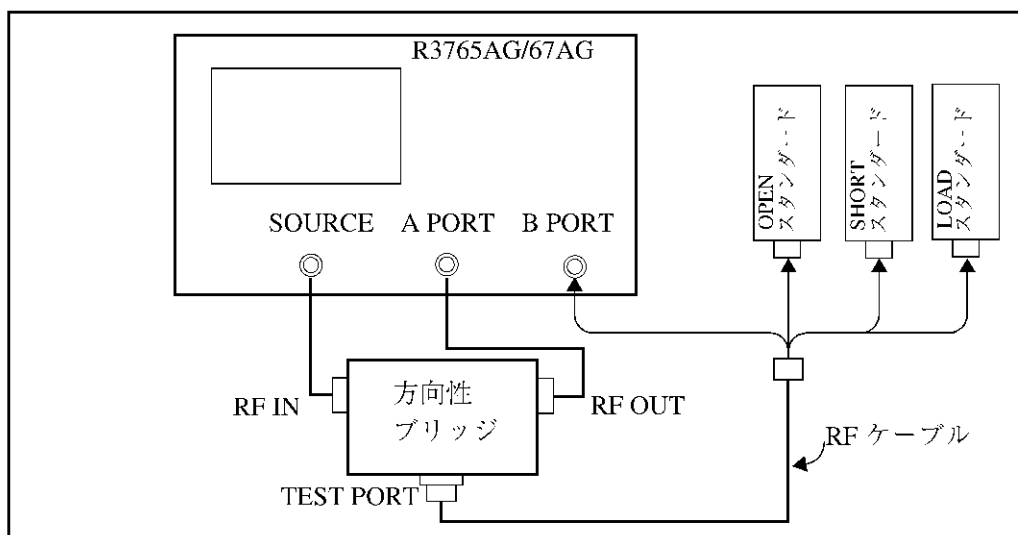 R3765AG/67AG
SOURCE
A PORT
B PORT
OPEN
スタンダード
SHORT
スタンダード
LOAD
スタンダード
RF IN
方向性
ブリッジ
RF OUT
TEST PORT
RF ケーブル